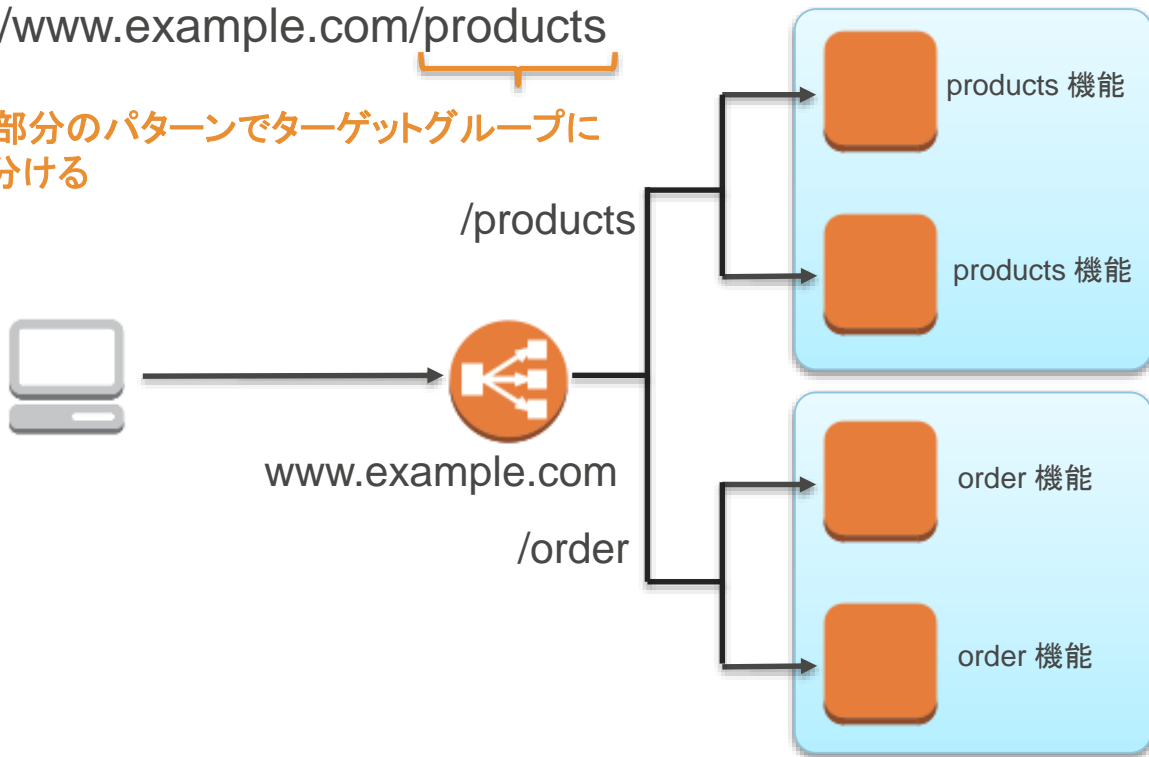 //www.example.com/products
部分のパターンでターゲットグループに
分ける
products 機能
products 機能
/products
www.example.com
/order
order 機能
order 機能